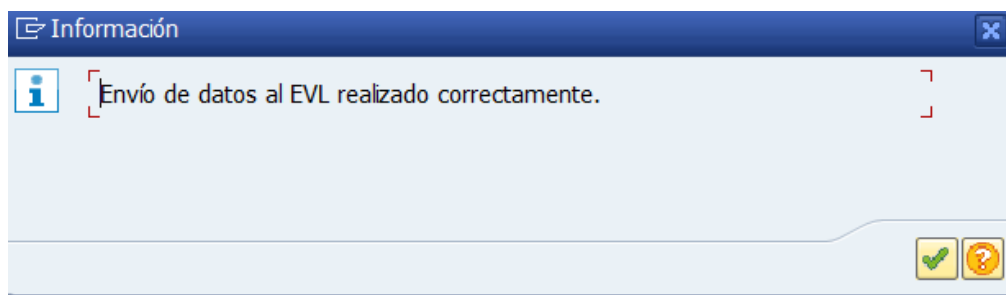 Información
Envío de datos al EVL realizado correctamente.